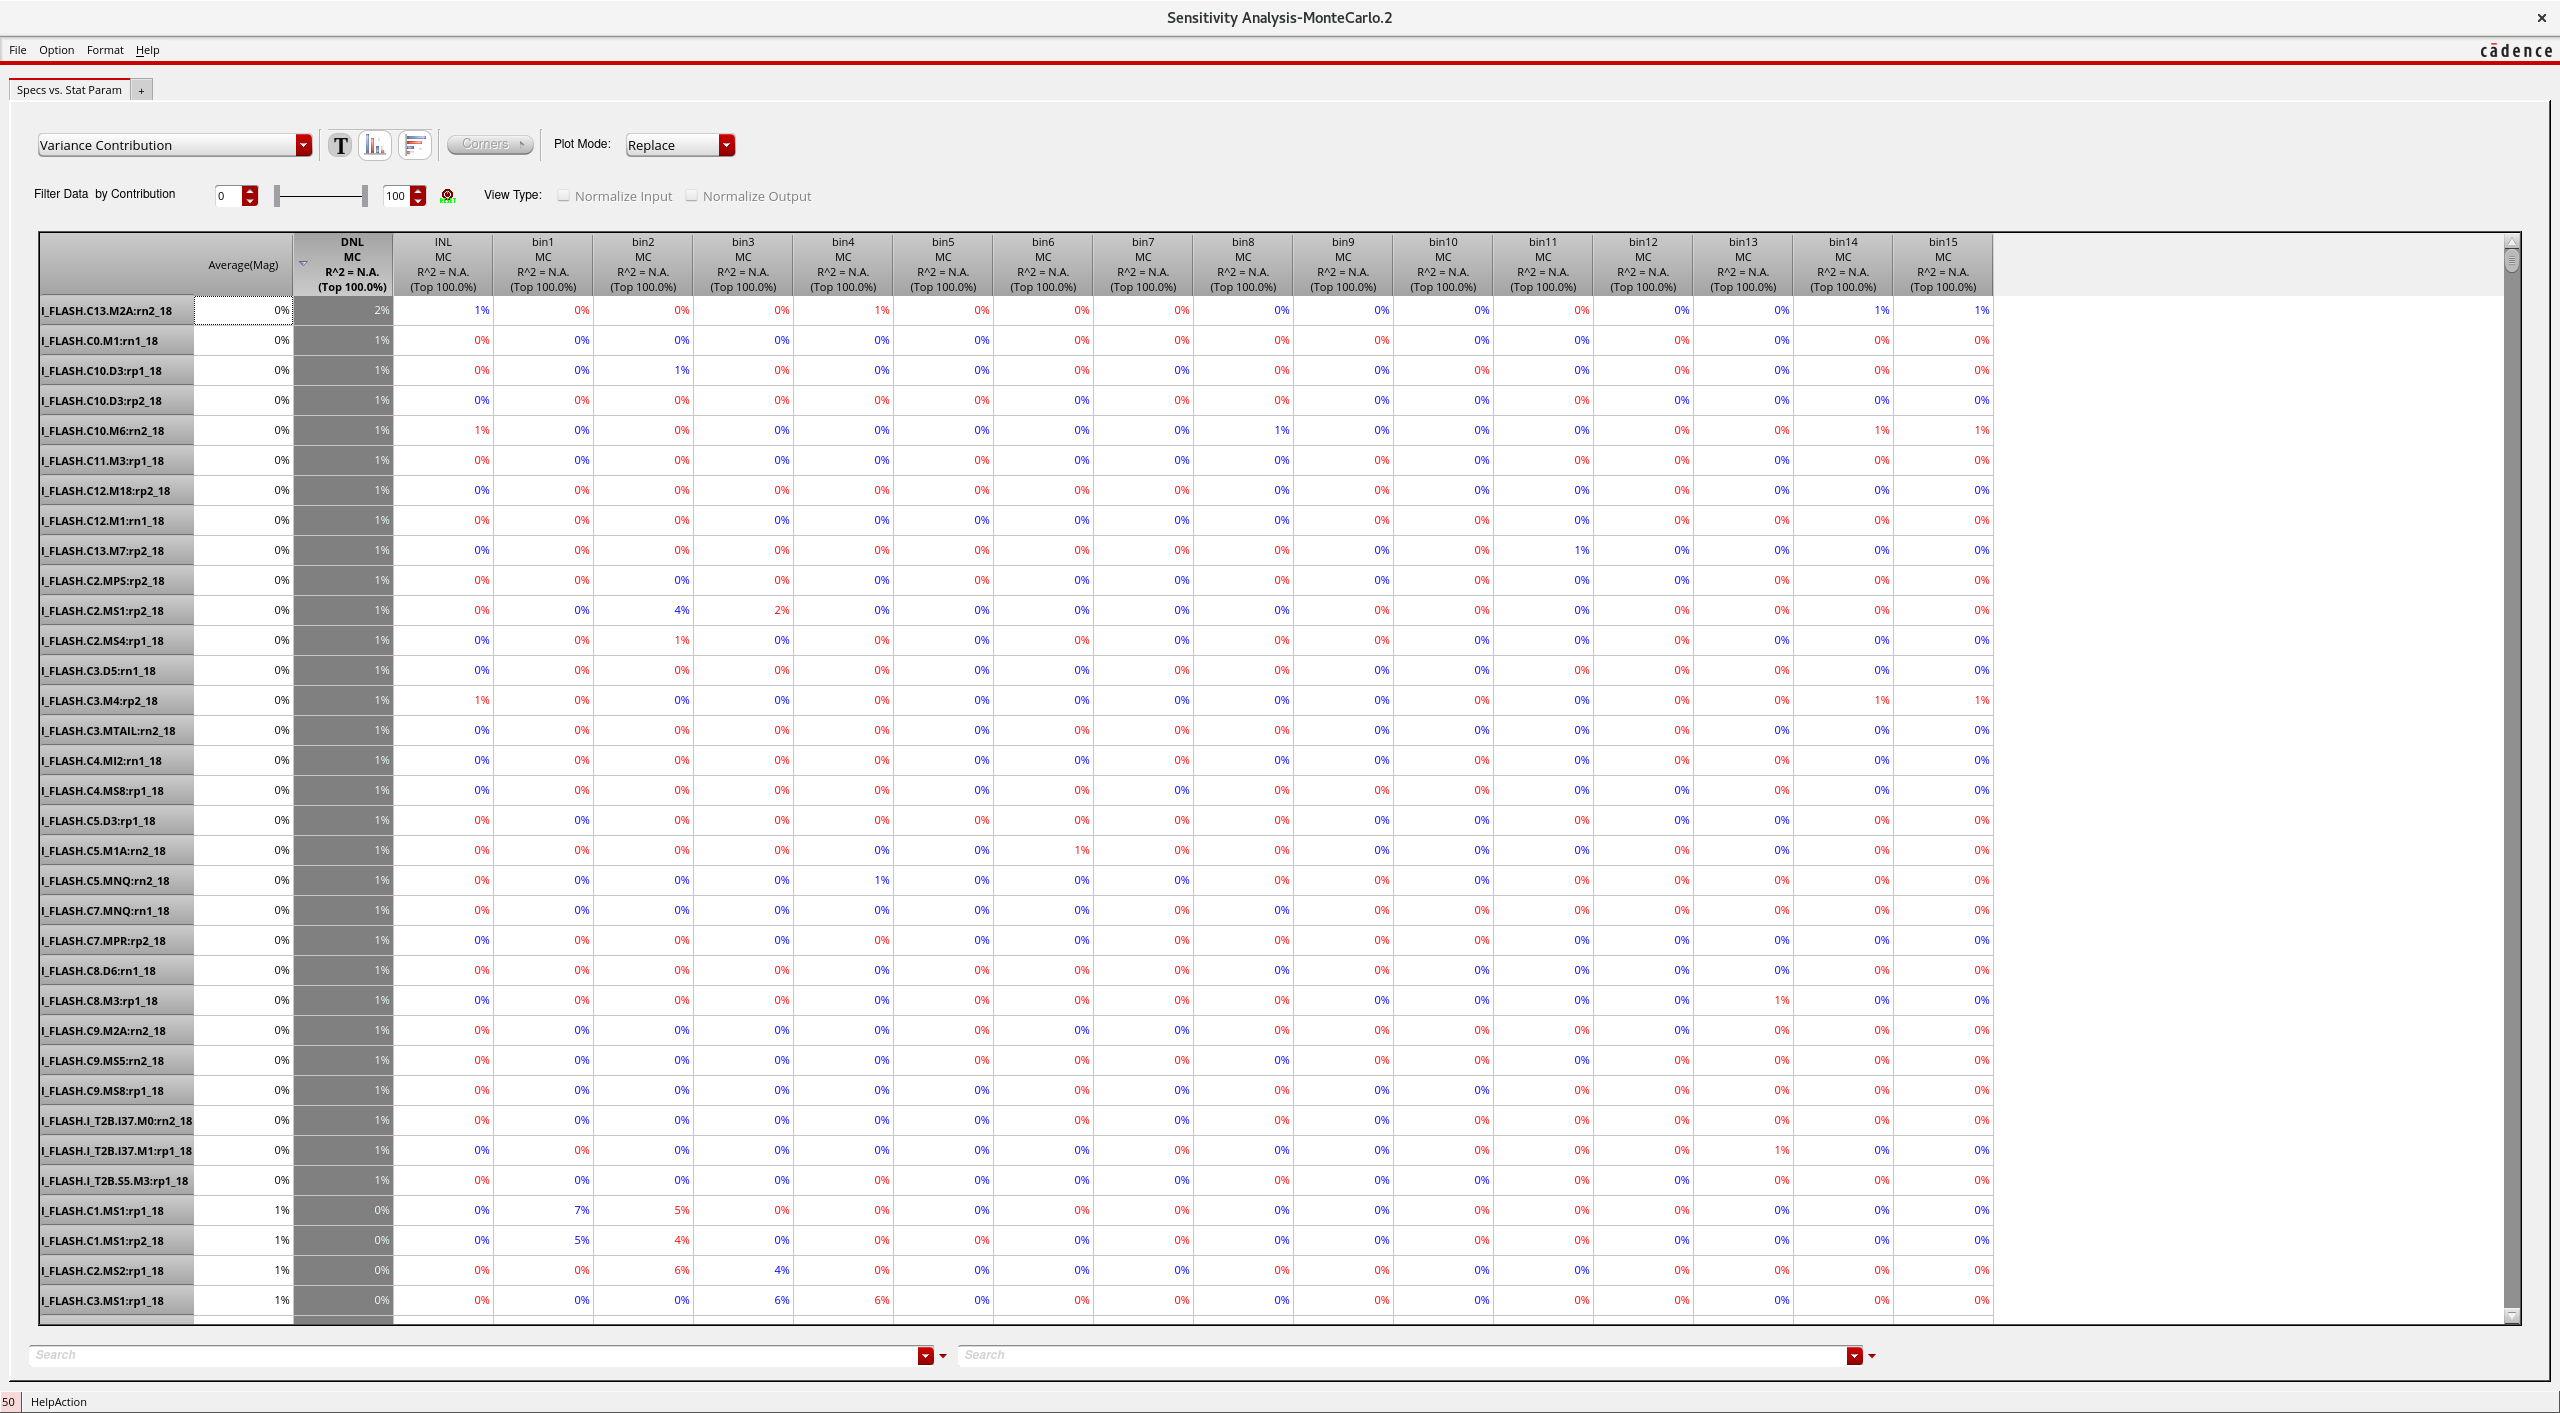 Sensitivity Analysis-MonteCarlo.2
File Option Format Help
cādence
Specs vs. Stat Param +
Variance Contribution T Corners Plot Mode: Replace
Filter Data by Contribution 0 100 View Type: Normalize Input Normalize Output
DNL INL bin1 bin2 bin3 bin4 bin5 bin6 bin7 bin8 bin9 bin10 bin11 bin12 bin13 bin14 bin15
MC MC MC MC MC MC MC MC MC MC MC MC MC MC MC MC MC
Average(Mag)
R^2 = N.A. R^2 = N.A. R^2 = N.A. R^2 = N.A. R^2 = N.A. R^2 = N.A. R^2 = N.A. R^2 = N.A. R^2 = N.A. R^2 = N.A. R^2 = N.A. R^2 = N.A. R^2 = N.A. R^2 = N.A. R^2 = N.A. R^2 = N.A. R^2 = N.A.
(Top 100.0%) (Top 100.0%) (Top 100.0%) (Top 100.0%) (Top 100.0%) (Top 100.0%) (Top 100.0%) (Top 100.0%) (Top 100.0%) (Top 100.0%) (Top 100.0%) (Top 100.0%) (Top 100.0%) (Top 100.0%) (Top 100.0%) (Top 100.0%) (Top 100.0%)
I_FLASH.C13.M2A:rn2_18 0% 2% 1% 0% 0% 0% 1% 0% 0% 0% 0% 0% 0% 0% 0% 0% 1% 1%
I_FLASH.C0.M1:rn1_18 0% 1% 0% 0% 0% 0% 0% 0% 0% 0% 0% 0% 0% 0% 0% 0% 0% 0%
I_FLASH.C10.D3:rp1_18 0% 1% 0% 0% 1% 0% 0% 0% 0% 0% 0% 0% 0% 0% 0% 0% 0% 0%
I_FLASH.C10.D3:rp2_18 0% 1% 0% 0% 0% 0% 0% 0% 0% 0% 0% 0% 0% 0% 0% 0% 0% 0%
I_FLASH.C10.M6:rn2_18 0% 1% 1% 0% 0% 0% 0% 0% 0% 0% 1% 0% 0% 0% 0% 0% 1% 1%
I_FLASH.C11.M3:rp1_18 0% 1% 0% 0% 0% 0% 0% 0% 0% 0% 0% 0% 0% 0% 0% 0% 0% 0%
I_FLASH.C12.M18:rp2_18 0% 1% 0% 0% 0% 0% 0% 0% 0% 0% 0% 0% 0% 0% 0% 0% 0% 0%
I_FLASH.C12.M1:rn1_18 0% 1% 0% 0% 0% 0% 0% 0% 0% 0% 0% 0% 0% 0% 0% 0% 0% 0%
I_FLASH.C13.M7:rp2_18 0% 1% 0% 0% 0% 0% 0% 0% 0% 0% 0% 0% 0% 1% 0% 0% 0% 0%
I_FLASH.C2.MPS:rp2_18 0% 1% 0% 0% 0% 0% 0% 0% 0% 0% 0% 0% 0% 0% 0% 0% 0% 0%
I_FLASH.C2.MS1:rp2_18 0% 1% 0% 0% 4% 2% 0% 0% 0% 0% 0% 0% 0% 0% 0% 0% 0% 0%
I_FLASH.C2.MS4:rp1_18 0% 1% 0% 0% 1% 0% 0% 0% 0% 0% 0% 0% 0% 0% 0% 0% 0% 0%
I_FLASH.C3.D5:rn1_18 0% 1% 0% 0% 0% 0% 0% 0% 0% 0% 0% 0% 0% 0% 0% 0% 0% 0%
I_FLASH.C3.M4:rp2_18 0% 1% 1% 0% 0% 0% 0% 0% 0% 0% 0% 0% 0% 0% 0% 0% 1% 1%
I_FLASH.C3.MTAIL:rn2_18 0% 1% 0% 0% 0% 0% 0% 0% 0% 0% 0% 0% 0% 0% 0% 0% 0% 0%
I_FLASH.C4.MI2:rn1_18 0% 1% 0% 0% 0% 0% 0% 0% 0% 0% 0% 0% 0% 0% 0% 0% 0% 0%
I_FLASH.C4.MS8:rp1_18 0% 1% 0% 0% 0% 0% 0% 0% 0% 0% 0% 0% 0% 0% 0% 0% 0% 0%
I_FLASH.C5.D3:rp1_18 0% 1% 0% 0% 0% 0% 0% 0% 0% 0% 0% 0% 0% 0% 0% 0% 0% 0%
I_FLASH.C5.M1A:rn2_18 0% 1% 0% 0% 0% 0% 0% 0% 1% 0% 0% 0% 0% 0% 0% 0% 0% 0%
I_FLASH.C5.MNQ:rn2_18 0% 1% 0% 0% 0% 0% 1% 0% 0% 0% 0% 0% 0% 0% 0% 0% 0% 0%
I_FLASH.C7.MNQ:rn1_18 0% 1% 0% 0% 0% 0% 0% 0% 0% 0% 0% 0% 0% 0% 0% 0% 0% 0%
I_FLASH.C7.MPR:rp2_18 0% 1% 0% 0% 0% 0% 0% 0% 0% 0% 0% 0% 0% 0% 0% 0% 0% 0%
I_FLASH.C8.D6:rn1_18 0% 1% 0% 0% 0% 0% 0% 0% 0% 0% 0% 0% 0% 0% 0% 0% 0% 0%
I_FLASH.C8.M3:rp1_18 0% 1% 0% 0% 0% 0% 0% 0% 0% 0% 0% 0% 0% 0% 0% 1% 0% 0%
I_FLASH.C9.M2A:rn2_18 0% 1% 0% 0% 0% 0% 0% 0% 0% 0% 0% 0% 0% 0% 0% 0% 0% 0%
I_FLASH.C9.MS5:rn2_18 0% 1% 0% 0% 0% 0% 0% 0% 0% 0% 0% 0% 0% 0% 0% 0% 0% 0%
I_FLASH.C9.MS8:rp1_18 0% 1% 0% 0% 0% 0% 0% 0% 0% 0% 0% 0% 0% 0% 0% 0% 0% 0%
I_FLASH.I_T2B.I37.M0:rn2_18 0% 1% 0% 0% 0% 0% 0% 0% 0% 0% 0% 0% 0% 0% 0% 0% 0% 0%
I_FLASH.I_T2B.I37.M1:rp1_18 0% 1% 0% 0% 0% 0% 0% 0% 0% 0% 0% 0% 0% 0% 0% 1% 0% 0%
I_FLASH.I_T2B.S5.M3:rp1_18 0% 1% 0% 0% 0% 0% 0% 0% 0% 0% 0% 0% 0% 0% 0% 0% 0% 0%
I_FLASH.C1.MS1:rp1_18 1% 0% 0% 7% 5% 0% 0% 0% 0% 0% 0% 0% 0% 0% 0% 0% 0% 0%
I_FLASH.C1.MS1:rp2_18 1% 0% 0% 5% 4% 0% 0% 0% 0% 0% 0% 0% 0% 0% 0% 0% 0% 0%
I_FLASH.C2.MS2:rp1_18 1% 0% 0% 0% 6% 4% 0% 0% 0% 0% 0% 0% 0% 0% 0% 0% 0% 0%
I_FLASH.C3.MS1:rp1_18 1% 0% 0% 0% 0% 6% 6% 0% 0% 0% 0% 0% 0% 0% 0% 0% 0% 0%
Search Search
50 HelpAction